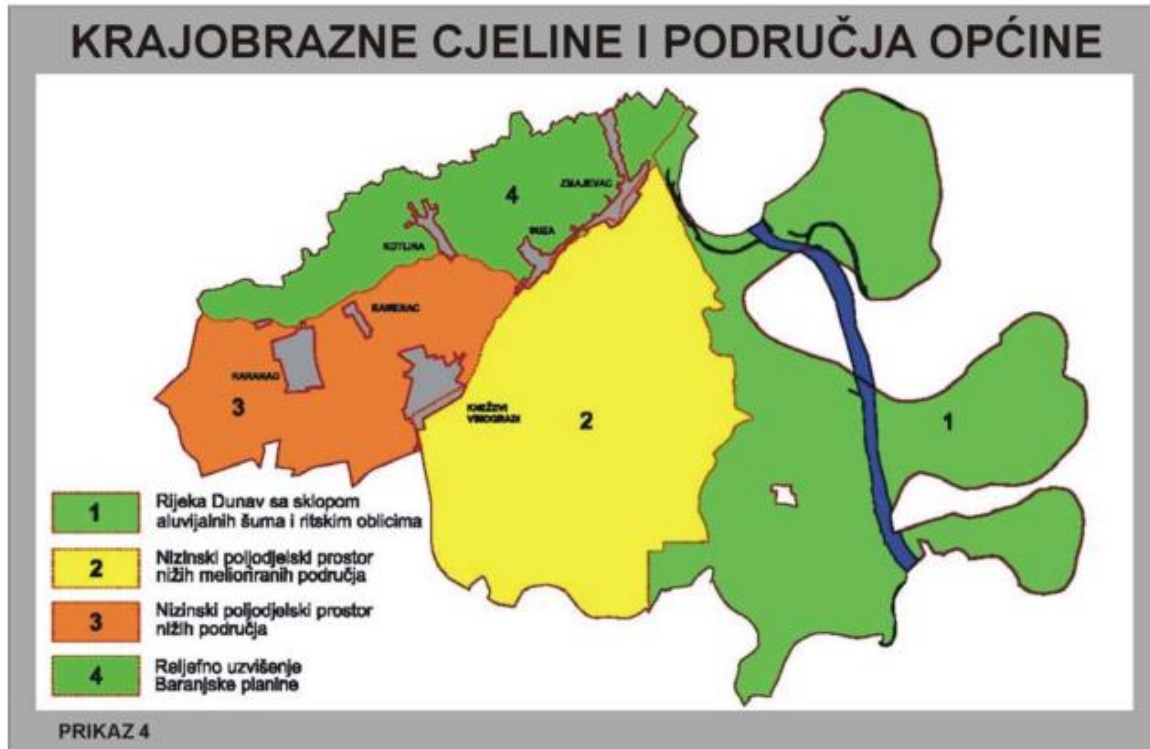 KRAJOBRAZNE CJELINE I PODRUČJA OPĆINE
4
ZMAJEVAC
SUZA
KOTLINA
KAMENAC
KARANAC
3
KNEŽEVI
VINOGRADI
2
1
1
Rijeka Dunav sa sklopom
aluvijalnih šuma i ritskim oblicima
2
Nizinski poljodjelski prostor
nižih melioriranih područja
3
Nizinski poljodjelski prostor
nižih područja
4
Reljefno uzvišenje
Baranjske planine
PRIKAZ 4